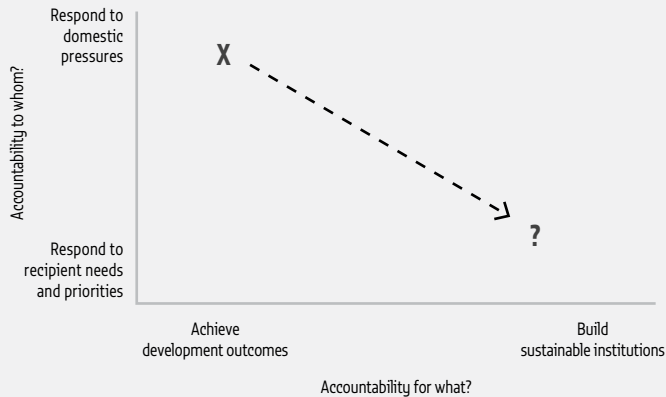 Respond to
domestic
pressures
X
Accountability to whom?
?
Respond to
recipient needs
and priorities
Achieve
development outcomes
Build
sustainable institutions
Accountability for what?